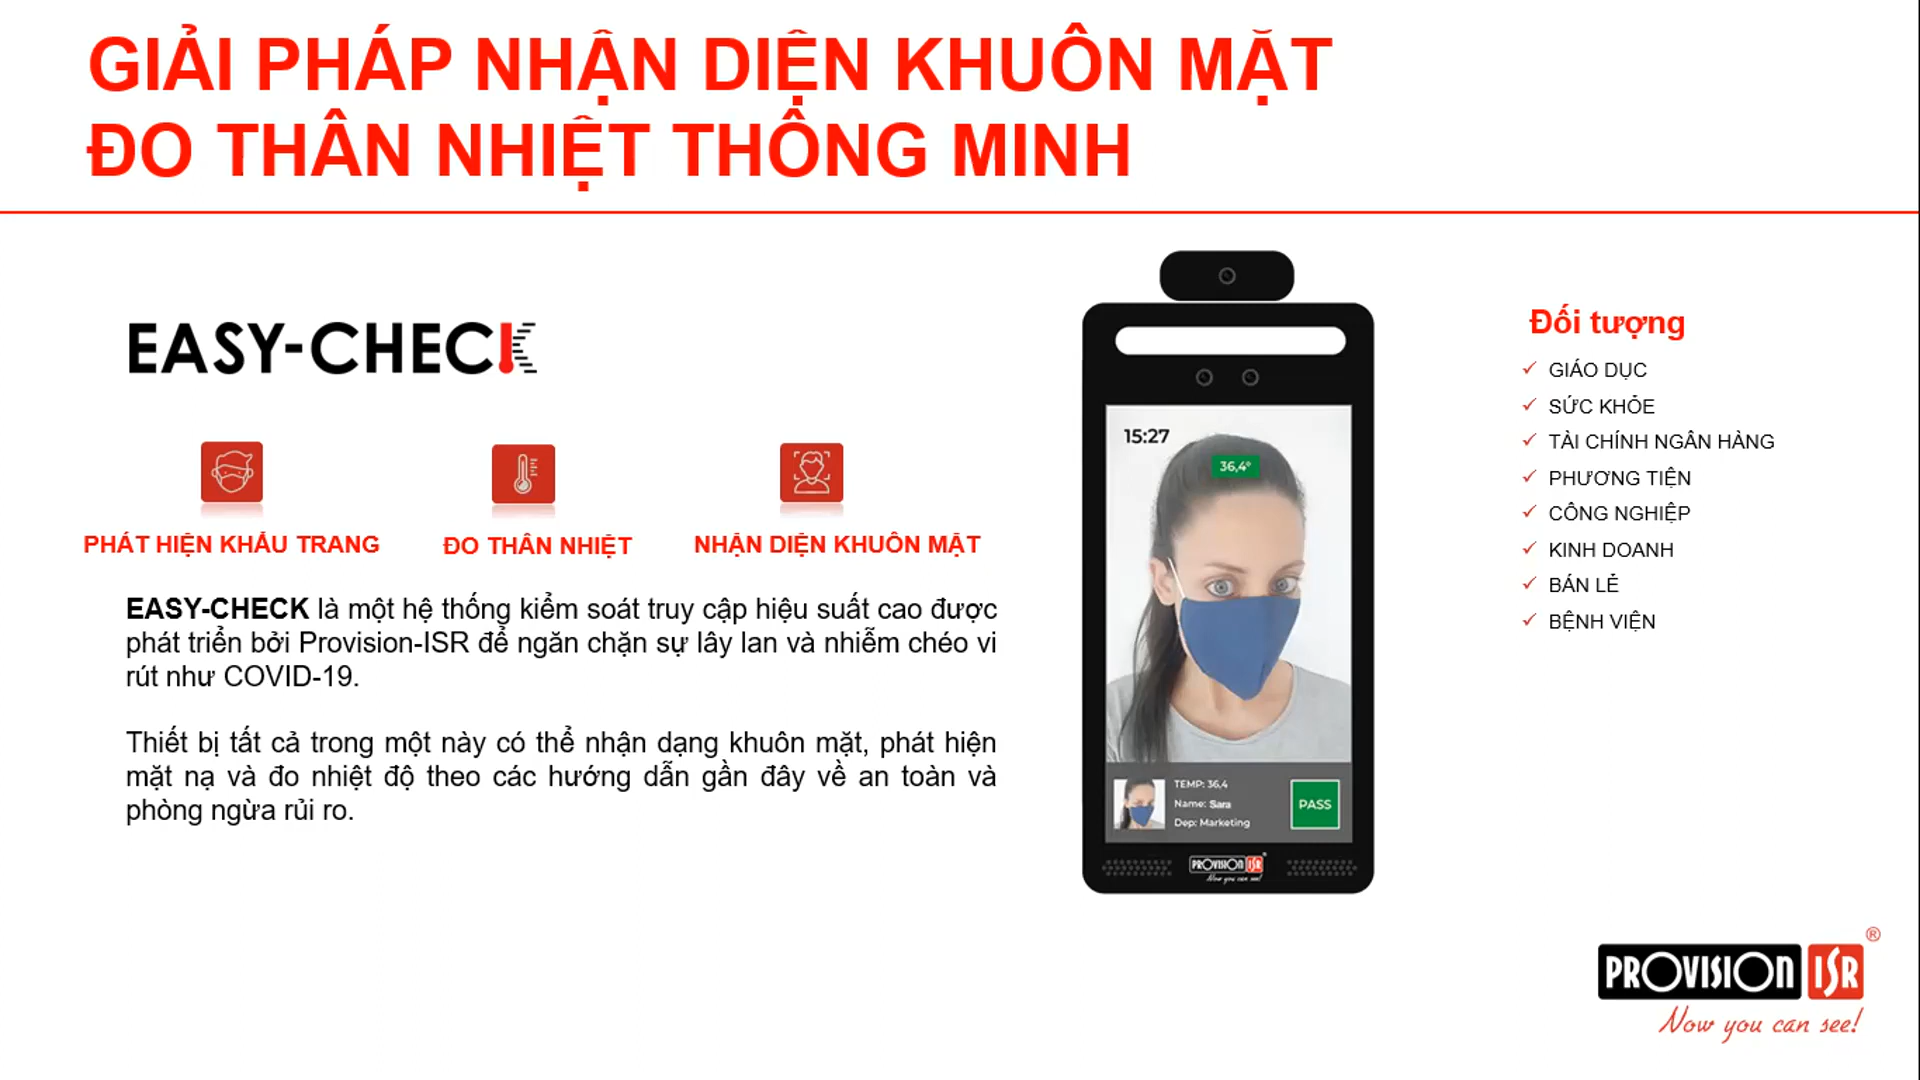 GIẢI PHÁP NHẬN DIỆN KHUÔN MẶT
ĐO THÂN NHIỆT THÔNG MINH
EASY-CHECK
PHÁT HIỆN KHẨU TRANG
ĐO THÂN NHIỆT
NHẬN DIỆN KHUÔN MẶT
EASY-CHECK là một hệ thống kiểm soát truy cập hiệu suất cao được
phát triển bởi Provision-ISR để ngăn chặn sự lây lan và nhiễm chéo vi
rút như COVID-19.
Thiết bị tất cả trong một này có thể nhận dạng khuôn mặt, phát hiện
mặt nạ và đo nhiệt độ theo các hướng dẫn gần đây về an toàn và
phòng ngừa rủi ro.
15:27
36,4°
TEMP: 36,4
Name: Sara
Dep: Marketing
PASS
PROVISION ISR
Now you can see!
Đối tượng
GIÁO DỤC
SỨC KHỎE
TÀI CHÍNH NGÂN HÀNG
PHƯƠNG TIỆN
CÔNG NGHIỆP
KINH DOANH
BÁN LẺ
BỆNH VIỆN
PROVISION ISR ®
Now you can see!